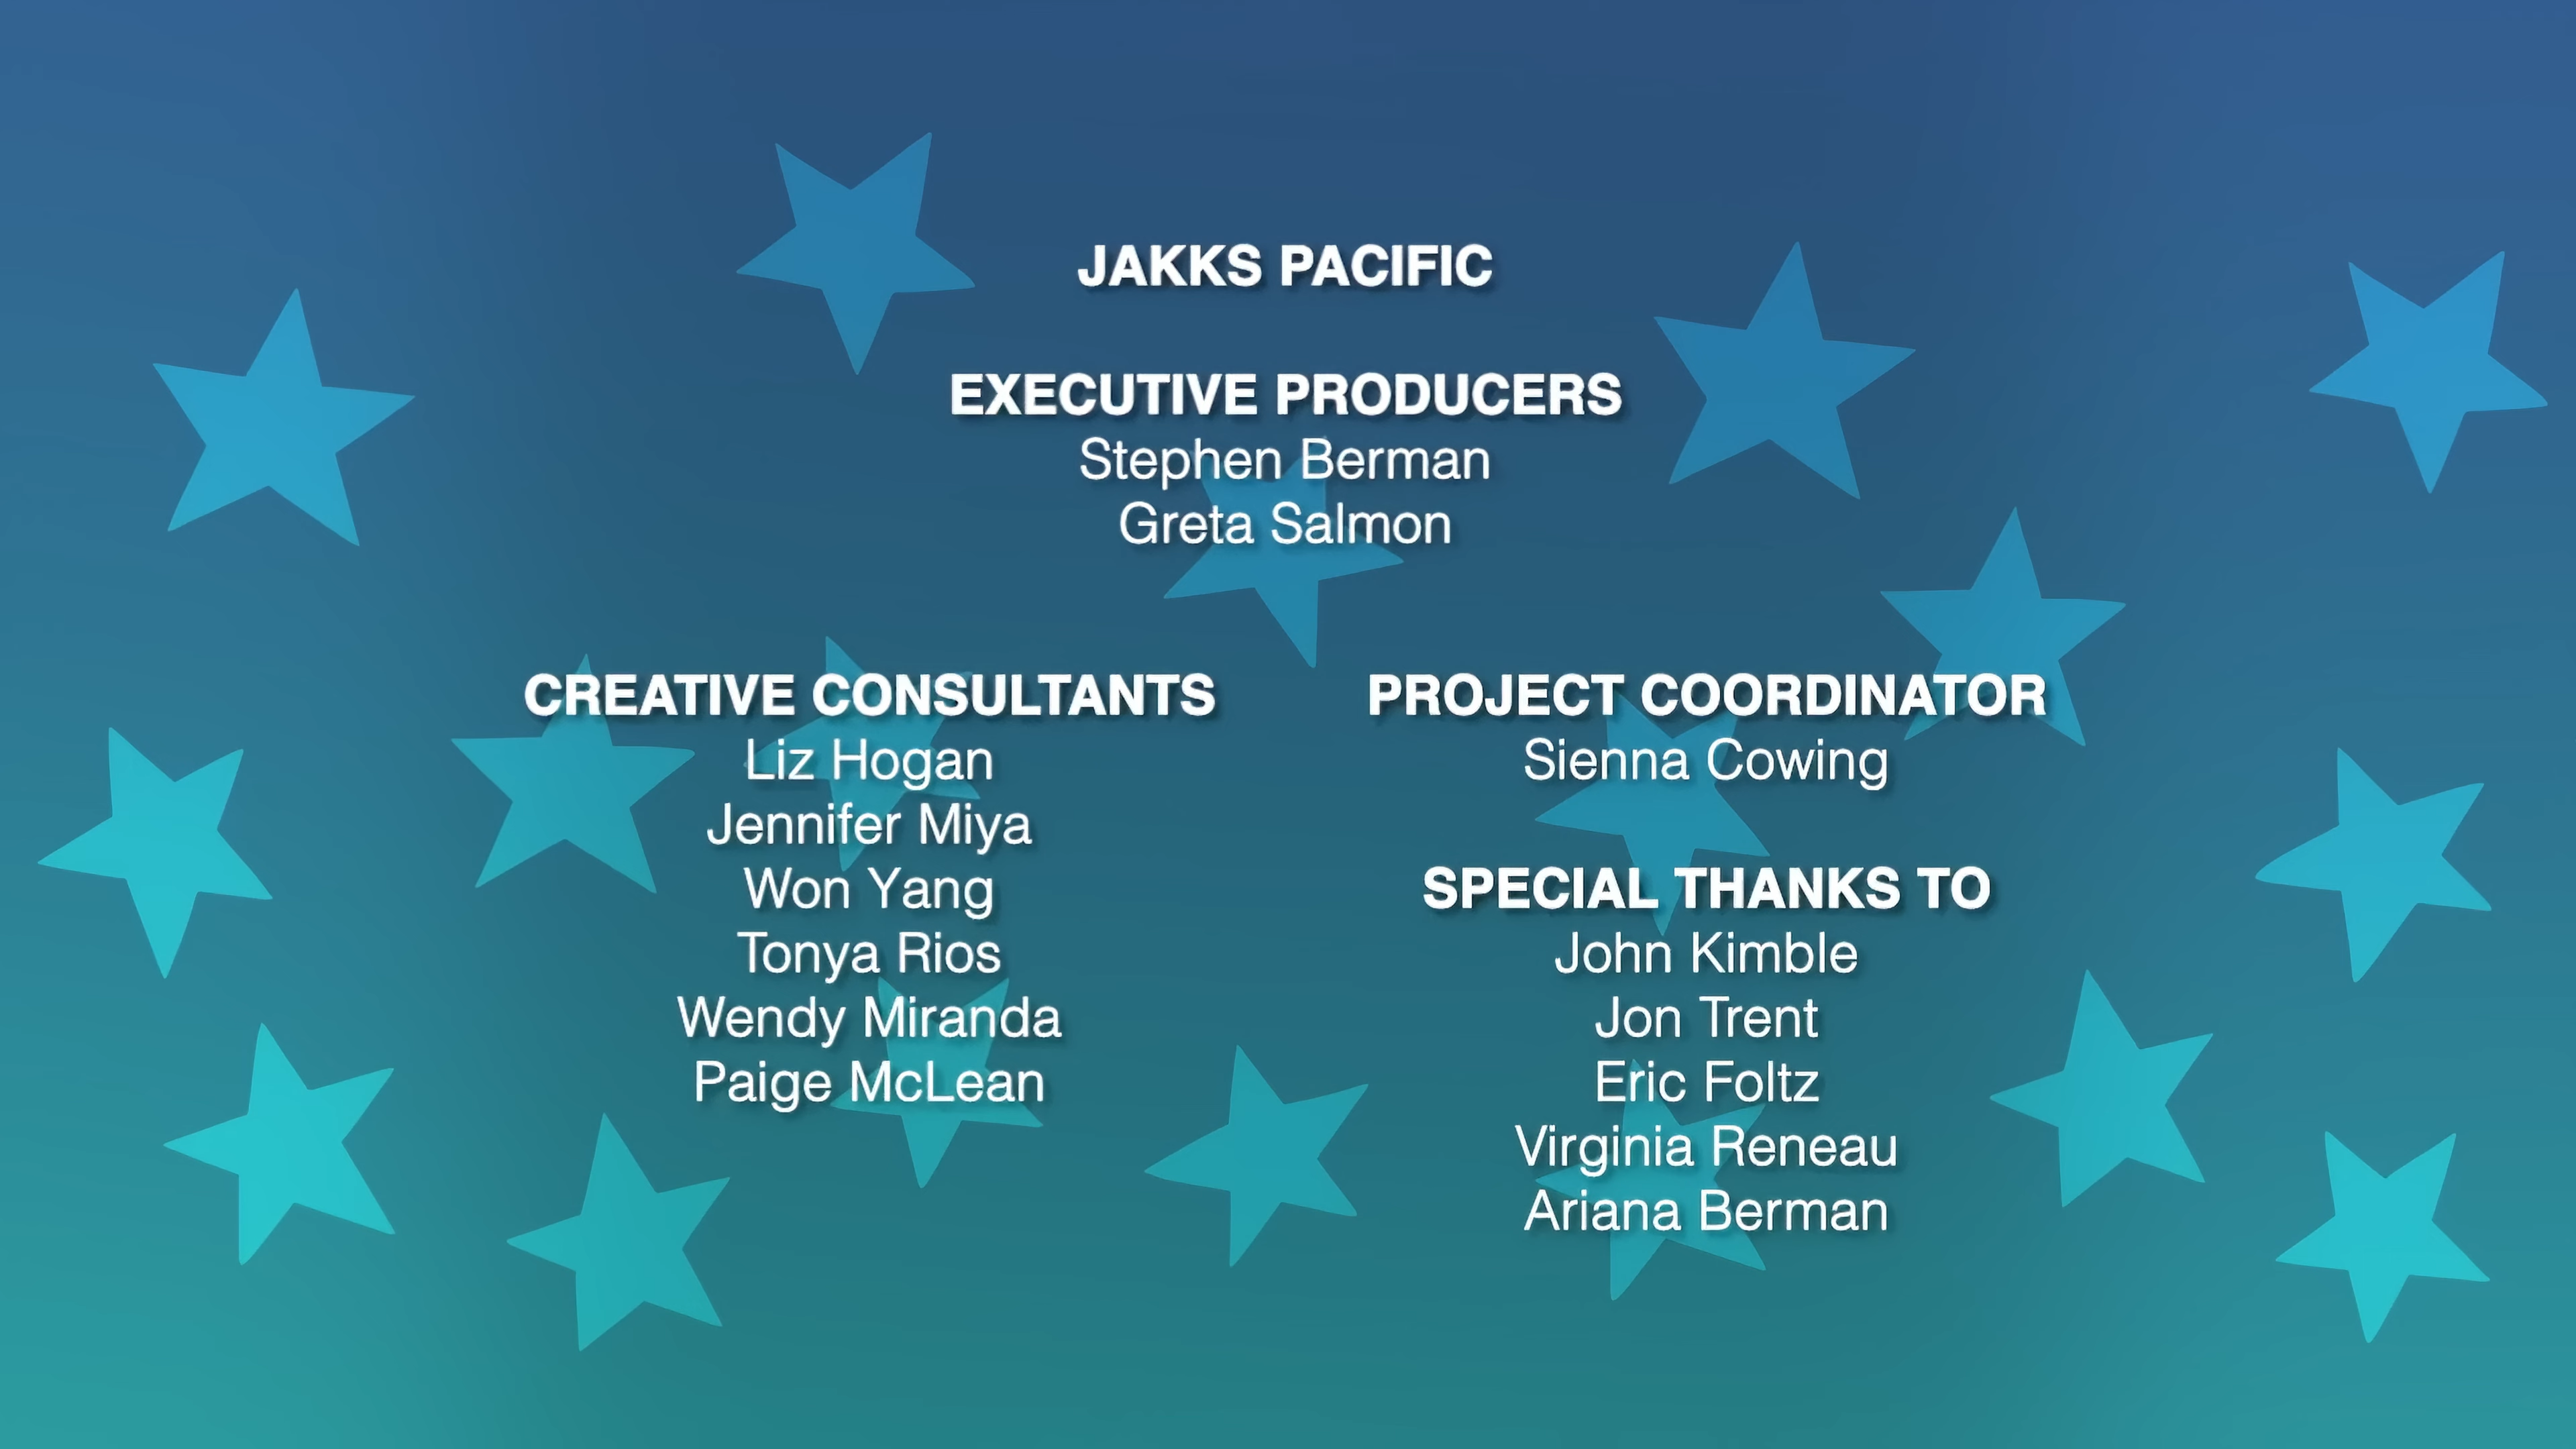 JAKKS PACIFIC
EXECUTIVE PRODUCERS
Stephen Berman
Greta Salmon
CREATIVE CONSULTANTS
Liz Hogan
Jennifer Miya
Won Yang
Tonya Rios
Wendy Miranda
Paige McLean
PROJECT COORDINATOR
Sienna Cowing
SPECIAL THANKS TO
John Kimble
Jon Trent
Eric Foltz
Virginia Reneau
Ariana Berman